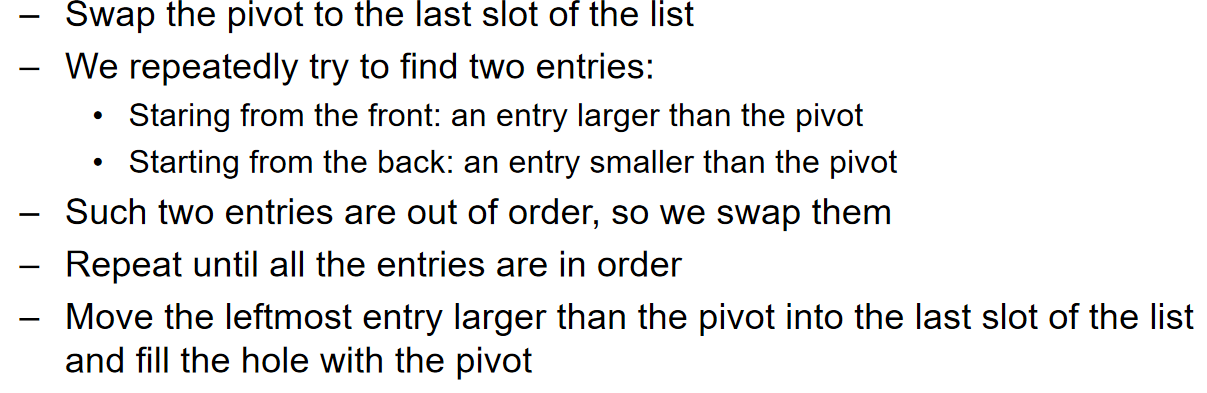 – Swap the pivot to the last slot of the list
– We repeatedly try to find two entries:
• Staring from the front: an entry larger than the pivot
• Starting from the back: an entry smaller than the pivot
– Such two entries are out of order, so we swap them
– Repeat until all the entries are in order
– Move the leftmost entry larger than the pivot into the last slot of the list
and fill the hole with the pivot